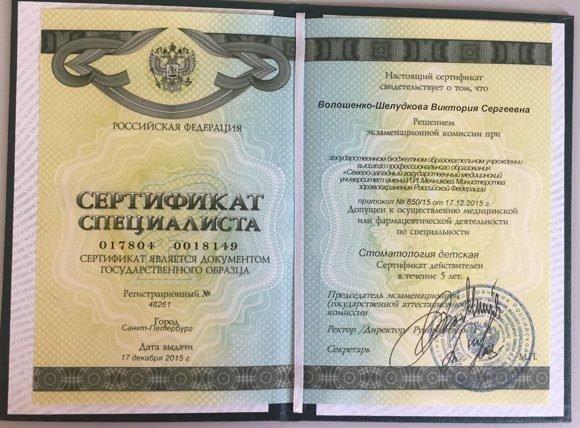 РОССИЙСКАЯ ФЕДЕРАЦИЯ
СЕРТИФИКАТ
СПЕЦИАЛИСТА
017804 0018149
СЕРТИФИКАТ ЯВЛЯЕТСЯ ДОКУМЕНТОМ
ГОСУДАРСТВЕННОГО ОБРАЗЦА
Регистрационный №
48261
Город
Санкт-Петербург
Дата выдачи
17 декабря 2015 г.
Настоящий сертификат
свидетельствует о том, что
Волошенко-Шелудкова Виктория Сергеевна
Решением
экзаменационной комиссии при
государственном бюджетном образовательном учреждении
высшего профессионального образования
«Северо-западный государственный медицинский
университет имени И.И. Мечникова Министерства
здравоохранения Российской Федерации
протокол № 850/15 от 17.12.2015 г.
Допущен к осуществлению медицинской
или фармацевтической деятельности
по специальности
Стоматология детская
Сертификат действителен
в течение 5 лет.
Председатель экзаменационной
(государственной аттестационной)
комиссии
Ректор /Директор/
Секретарь
М.П.